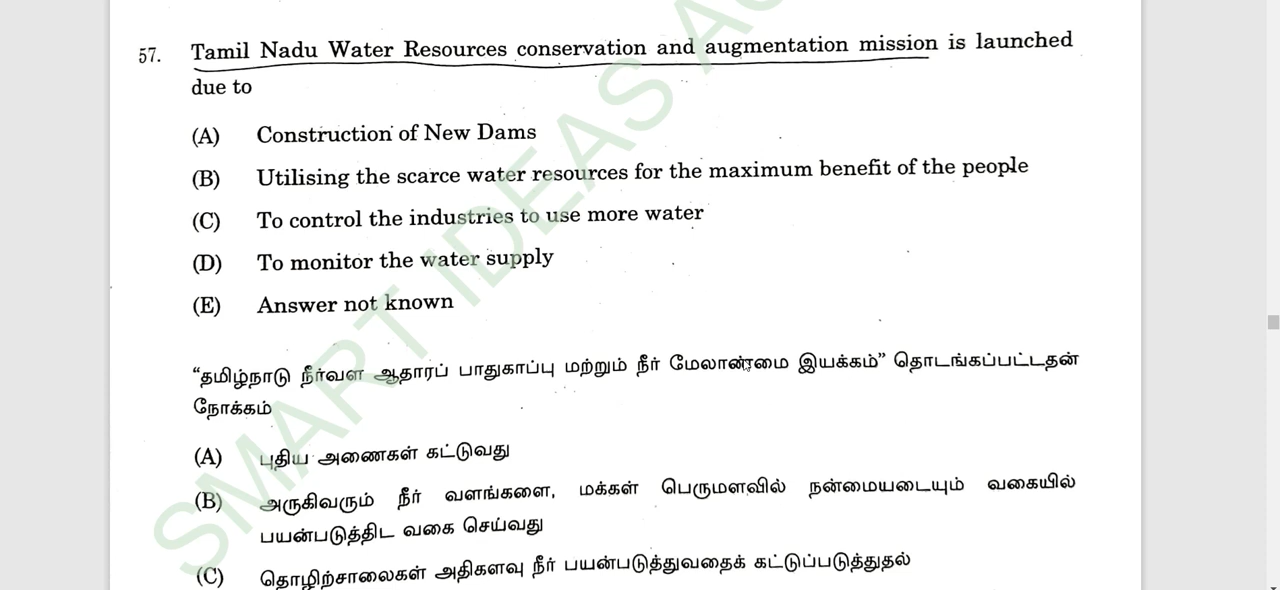 57. Tamil Nadu Water Resources conservation and augmentation mission is launched
due to
(A) Construction of New Dams
(B) Utilising the scarce water resources for the maximum benefit of the people
(C) To control the industries to use more water
(D) To monitor the water supply
(E) Answer not known
“தமிழ்நாடு நீர்வள ஆதாரப் பாதுகாப்பு மற்றும் நீர் மேலாண்மை இயக்கம்” தொடங்கப்பட்டதன்
நோக்கம்
(A) புதிய அணைகள் கட்டுவது
(B) அருகிவரும் நீர் வளங்களை, மக்கள் பெருமளவில் நன்மையடையும் வகையில்
பயன்படுத்திட வகை செய்வது
(C) தொழிற்சாலைகள் அதிகளவு நீர் பயன்படுத்துவதைக் கட்டுப்படுத்துதல்
SMART IDEAS